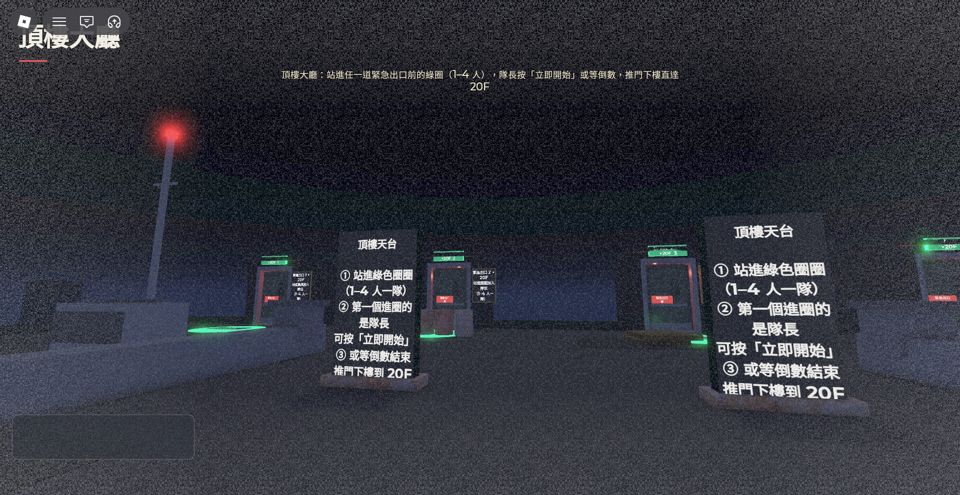 頂樓大廳
頂樓大廳：站進任一道緊急出口前的綠圈（1–4 人），隊長按「立即開始」或等倒數，推門下樓直達
20F
頂樓天台
① 站進綠色圈圈
（1–4 人一隊）
② 第一個進圈的
是隊長
可按「立即開始」
③ 或等倒數結束
推門下樓到 20F
頂樓天台
① 站進綠色圈圈
（1–4 人一隊）
② 第一個進圈的
是隊長
可按「立即開始」
③ 或等倒數結束
推門下樓到 20F